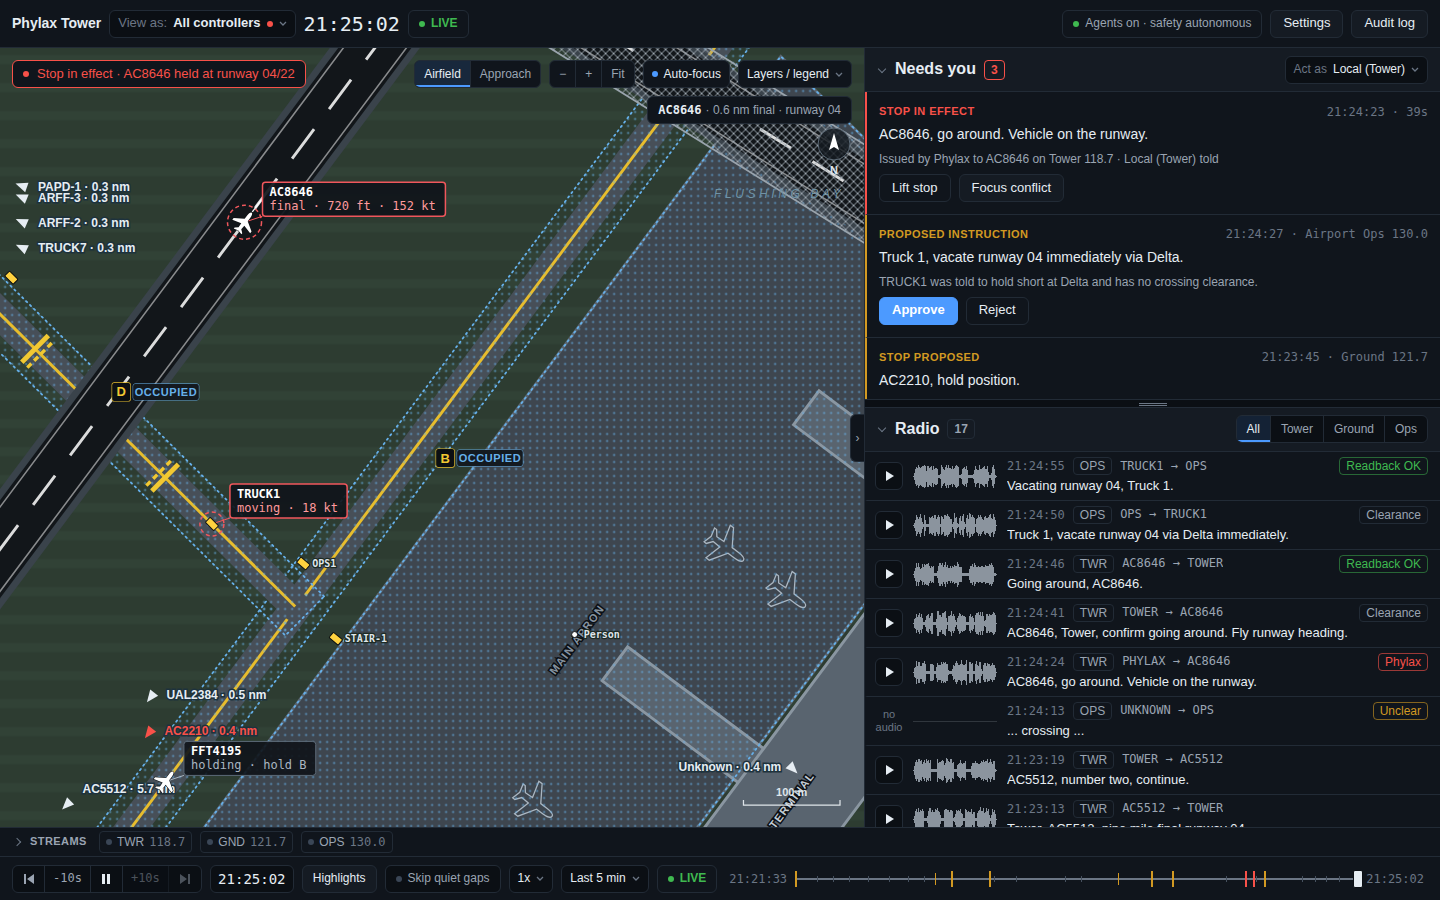 Phylax Tower View as: All controllers 21:25:02 LIVE Agents on · safety autonomous Settings Audit log
Stop in effect · AC8646 held at runway 04/22
Airfield Approach − + Fit Auto-focus Layers / legend
AC8646 · 0.6 nm final · runway 04
N
FLUSHING BAY
PAPD-1 · 0.3 nm
ARFF-3 · 0.3 nm
ARFF-2 · 0.3 nm
TRUCK7 · 0.3 nm
AC8646
final · 720 ft · 152 kt
D OCCUPIED
B OCCUPIED
TRUCK1
moving · 18 kt
OPS1
STAIR-1
Person
MAIN APRON
UAL2384 · 0.5 nm
AC2210 · 0.4 nm
FFT4195
holding · hold B
AC5512 · 5.7 nm
Unknown · 0.4 nm
100 m
TERMINAL
›
Needs you 3 Act as Local (Tower)
STOP IN EFFECT 21:24:23 · 39s
AC8646, go around. Vehicle on the runway.
Issued by Phylax to AC8646 on Tower 118.7 · Local (Tower) told
Lift stop Focus conflict
PROPOSED INSTRUCTION 21:24:27 · Airport Ops 130.0
Truck 1, vacate runway 04 immediately via Delta.
TRUCK1 was told to hold short at Delta and has no crossing clearance.
Approve Reject
STOP PROPOSED 21:23:45 · Ground 121.7
AC2210, hold position.
Radio 17 All Tower Ground Ops
21:24:55 OPS TRUCK1 → OPS Readback OK
Vacating runway 04, Truck 1.
21:24:50 OPS OPS → TRUCK1 Clearance
Truck 1, vacate runway 04 via Delta immediately.
21:24:46 TWR AC8646 → TOWER Readback OK
Going around, AC8646.
21:24:41 TWR TOWER → AC8646 Clearance
AC8646, Tower, confirm going around. Fly runway heading.
21:24:24 TWR PHYLAX → AC8646 Phylax
AC8646, go around. Vehicle on the runway.
no audio 21:24:13 OPS UNKNOWN → OPS Unclear
... crossing ...
21:23:19 TWR TOWER → AC5512
AC5512, number two, continue.
21:23:13 TWR AC5512 → TOWER
Tower, AC5512, nine mile final runway 04.
STREAMS TWR 118.7 GND 121.7 OPS 130.0
-10s +10s 21:25:02 Highlights Skip quiet gaps 1x Last 5 min LIVE 21:21:33 21:25:02